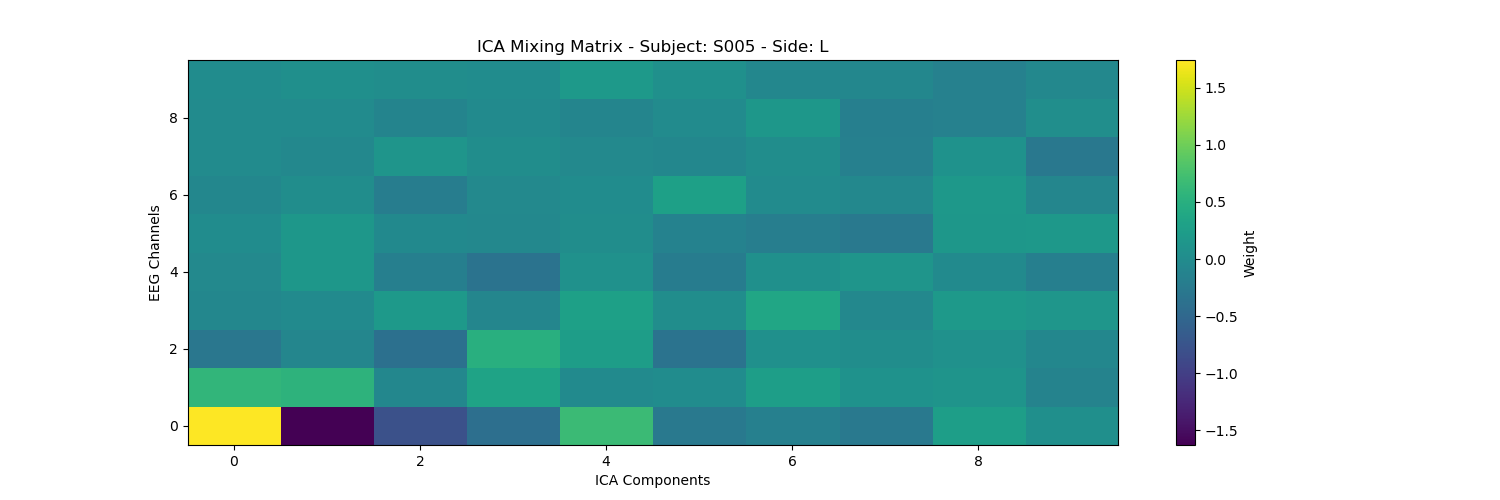 ICA Mixing Matrix - Subject: S005 - Side: L
EEG Channels
8
6
4
2
0
0 2 4 6 8
ICA Components
1.5
1.0
0.5
0.0
−0.5
−1.0
−1.5
Weight